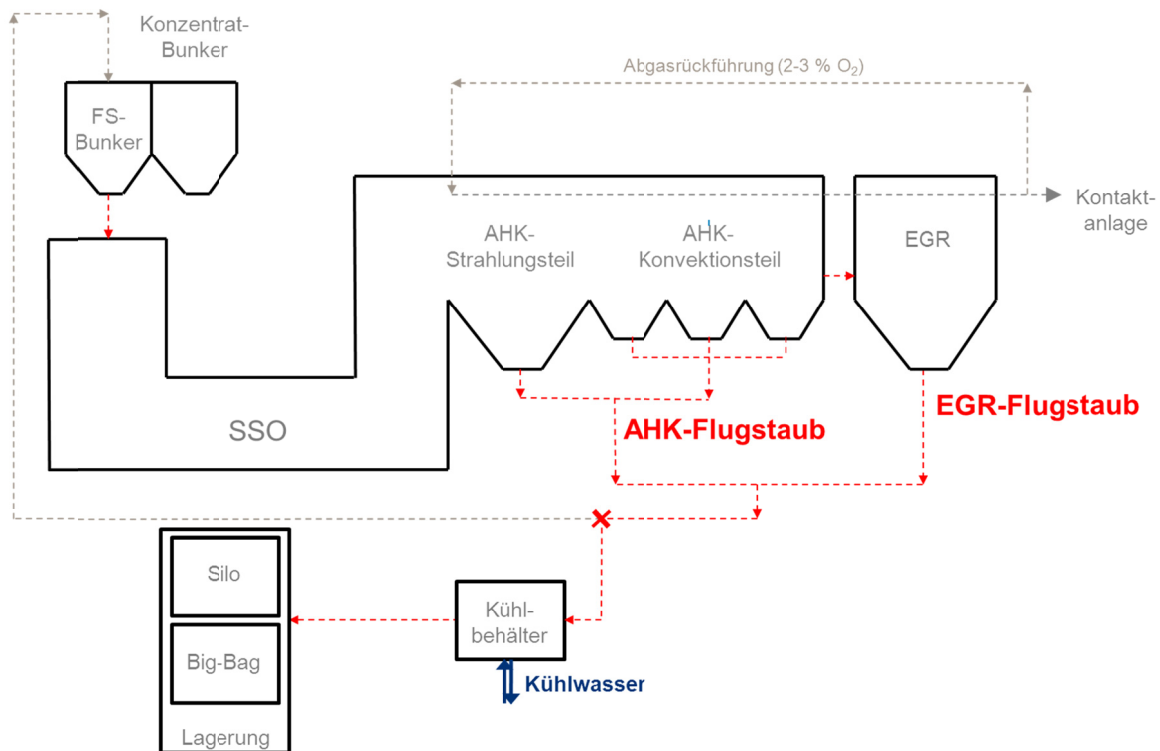 Konzentrat-
Bunker
Abgasrückführung (2-3 % O₂)
FS-
Bunker
Kontakt-
anlage
AHK-
Strahlungsteil
AHK-
Konvektionsteil
EGR
SSO
AHK-Flugstaub
EGR-Flugstaub
Silo
Big-Bag
Lagerung
Kühl-
behälter
Kühlwasser